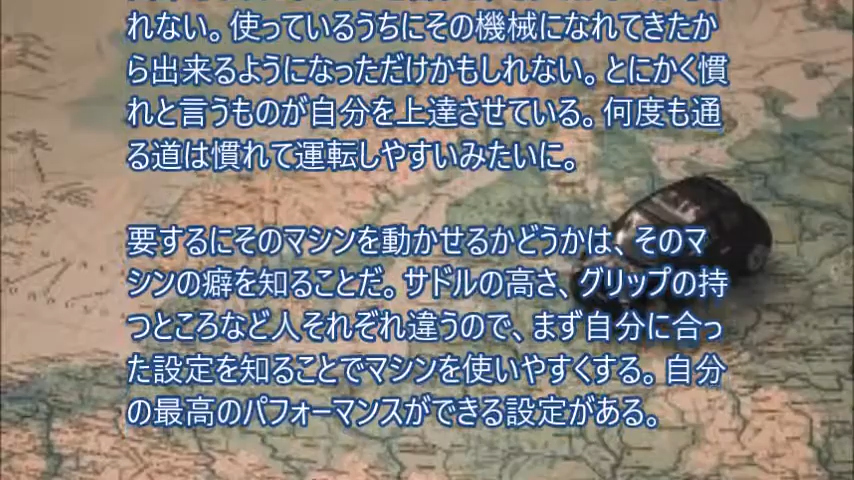 れない。使っているうちにその機械になれてきたか
ら出来るようになっただけかもしれない。とにかく慣
れと言うものが自分を上達させている。何度も通
る道は慣れて運転しやすいみたいに。
要するにそのマシンを動かせるかどうかは、そのマ
シンの癖を知ることだ。サドルの高さ、グリップの持
つところなど人それぞれ違うので、まず自分に合っ
た設定を知ることでマシンを使いやすくする。自分
の最高のパフォーマンスができる設定がある。